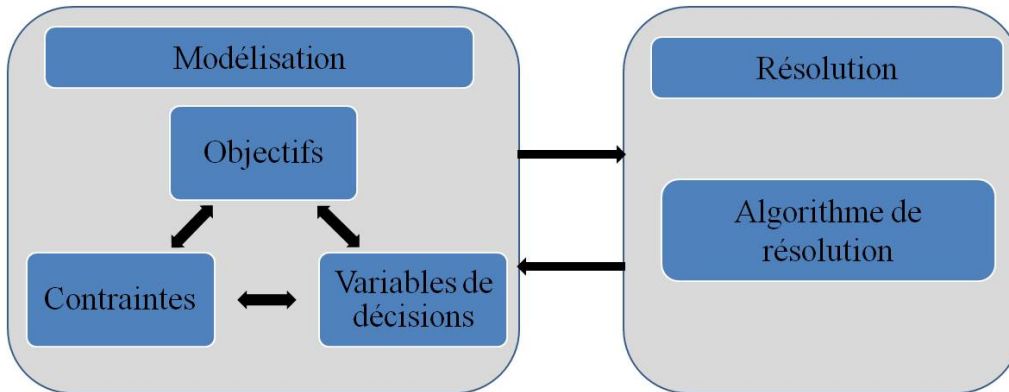 Modélisation
Objectifs
Contraintes
Variables de
décisions
Résolution
Algorithme de
résolution